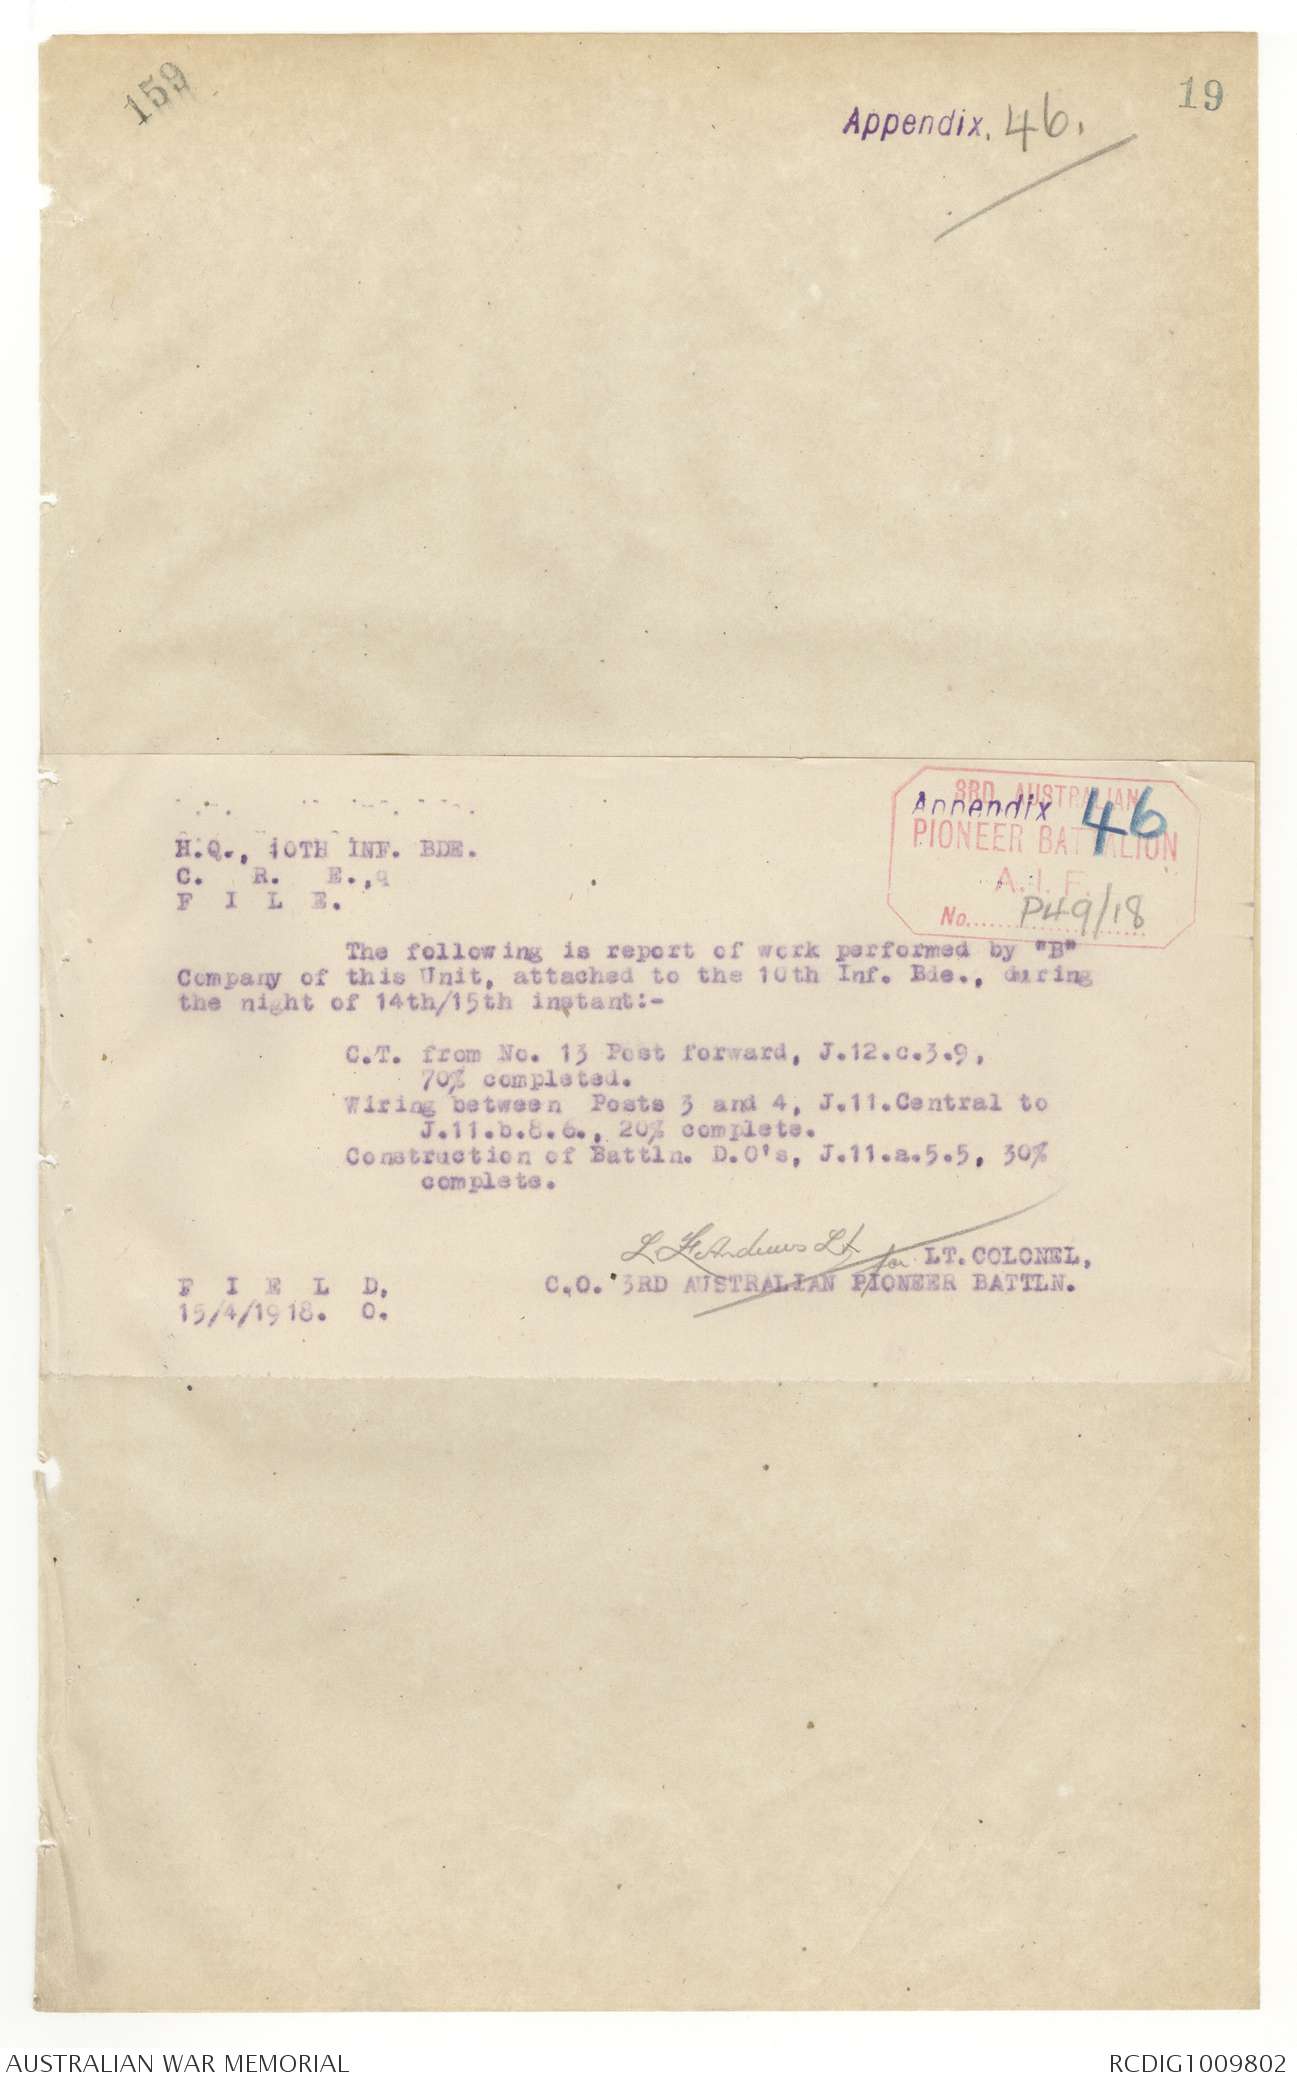 159
19
Appendix. 46.
3RD AUSTRALIAN
Appendix 46
PIONEER BATTALION
A.I.F.
No. P49/18
H.Q., 10TH INF. BDE.
C. R. E.,q
F I L E.
The following is report of work performed by "B"
Company of this Unit, attached to the 10th Inf. Bde., during
the night of 14th/15th instant:-
C.T. from No. 13 Post forward, J.12.c.3.9,
70% completed.
Wiring between Posts 3 and 4, J.11.Central to
J.11.b.8.6., 20% complete.
Construction of Battln. D.O's, J.11.a.5.5, 30%
complete.
L F Andrews Lt
for LT.COLONEL,
F I E L D, C.O. 3RD AUSTRALIAN PIONEER BATTLN.
15/4/1918. O.
AUSTRALIAN WAR MEMORIAL
RCDIG1009802